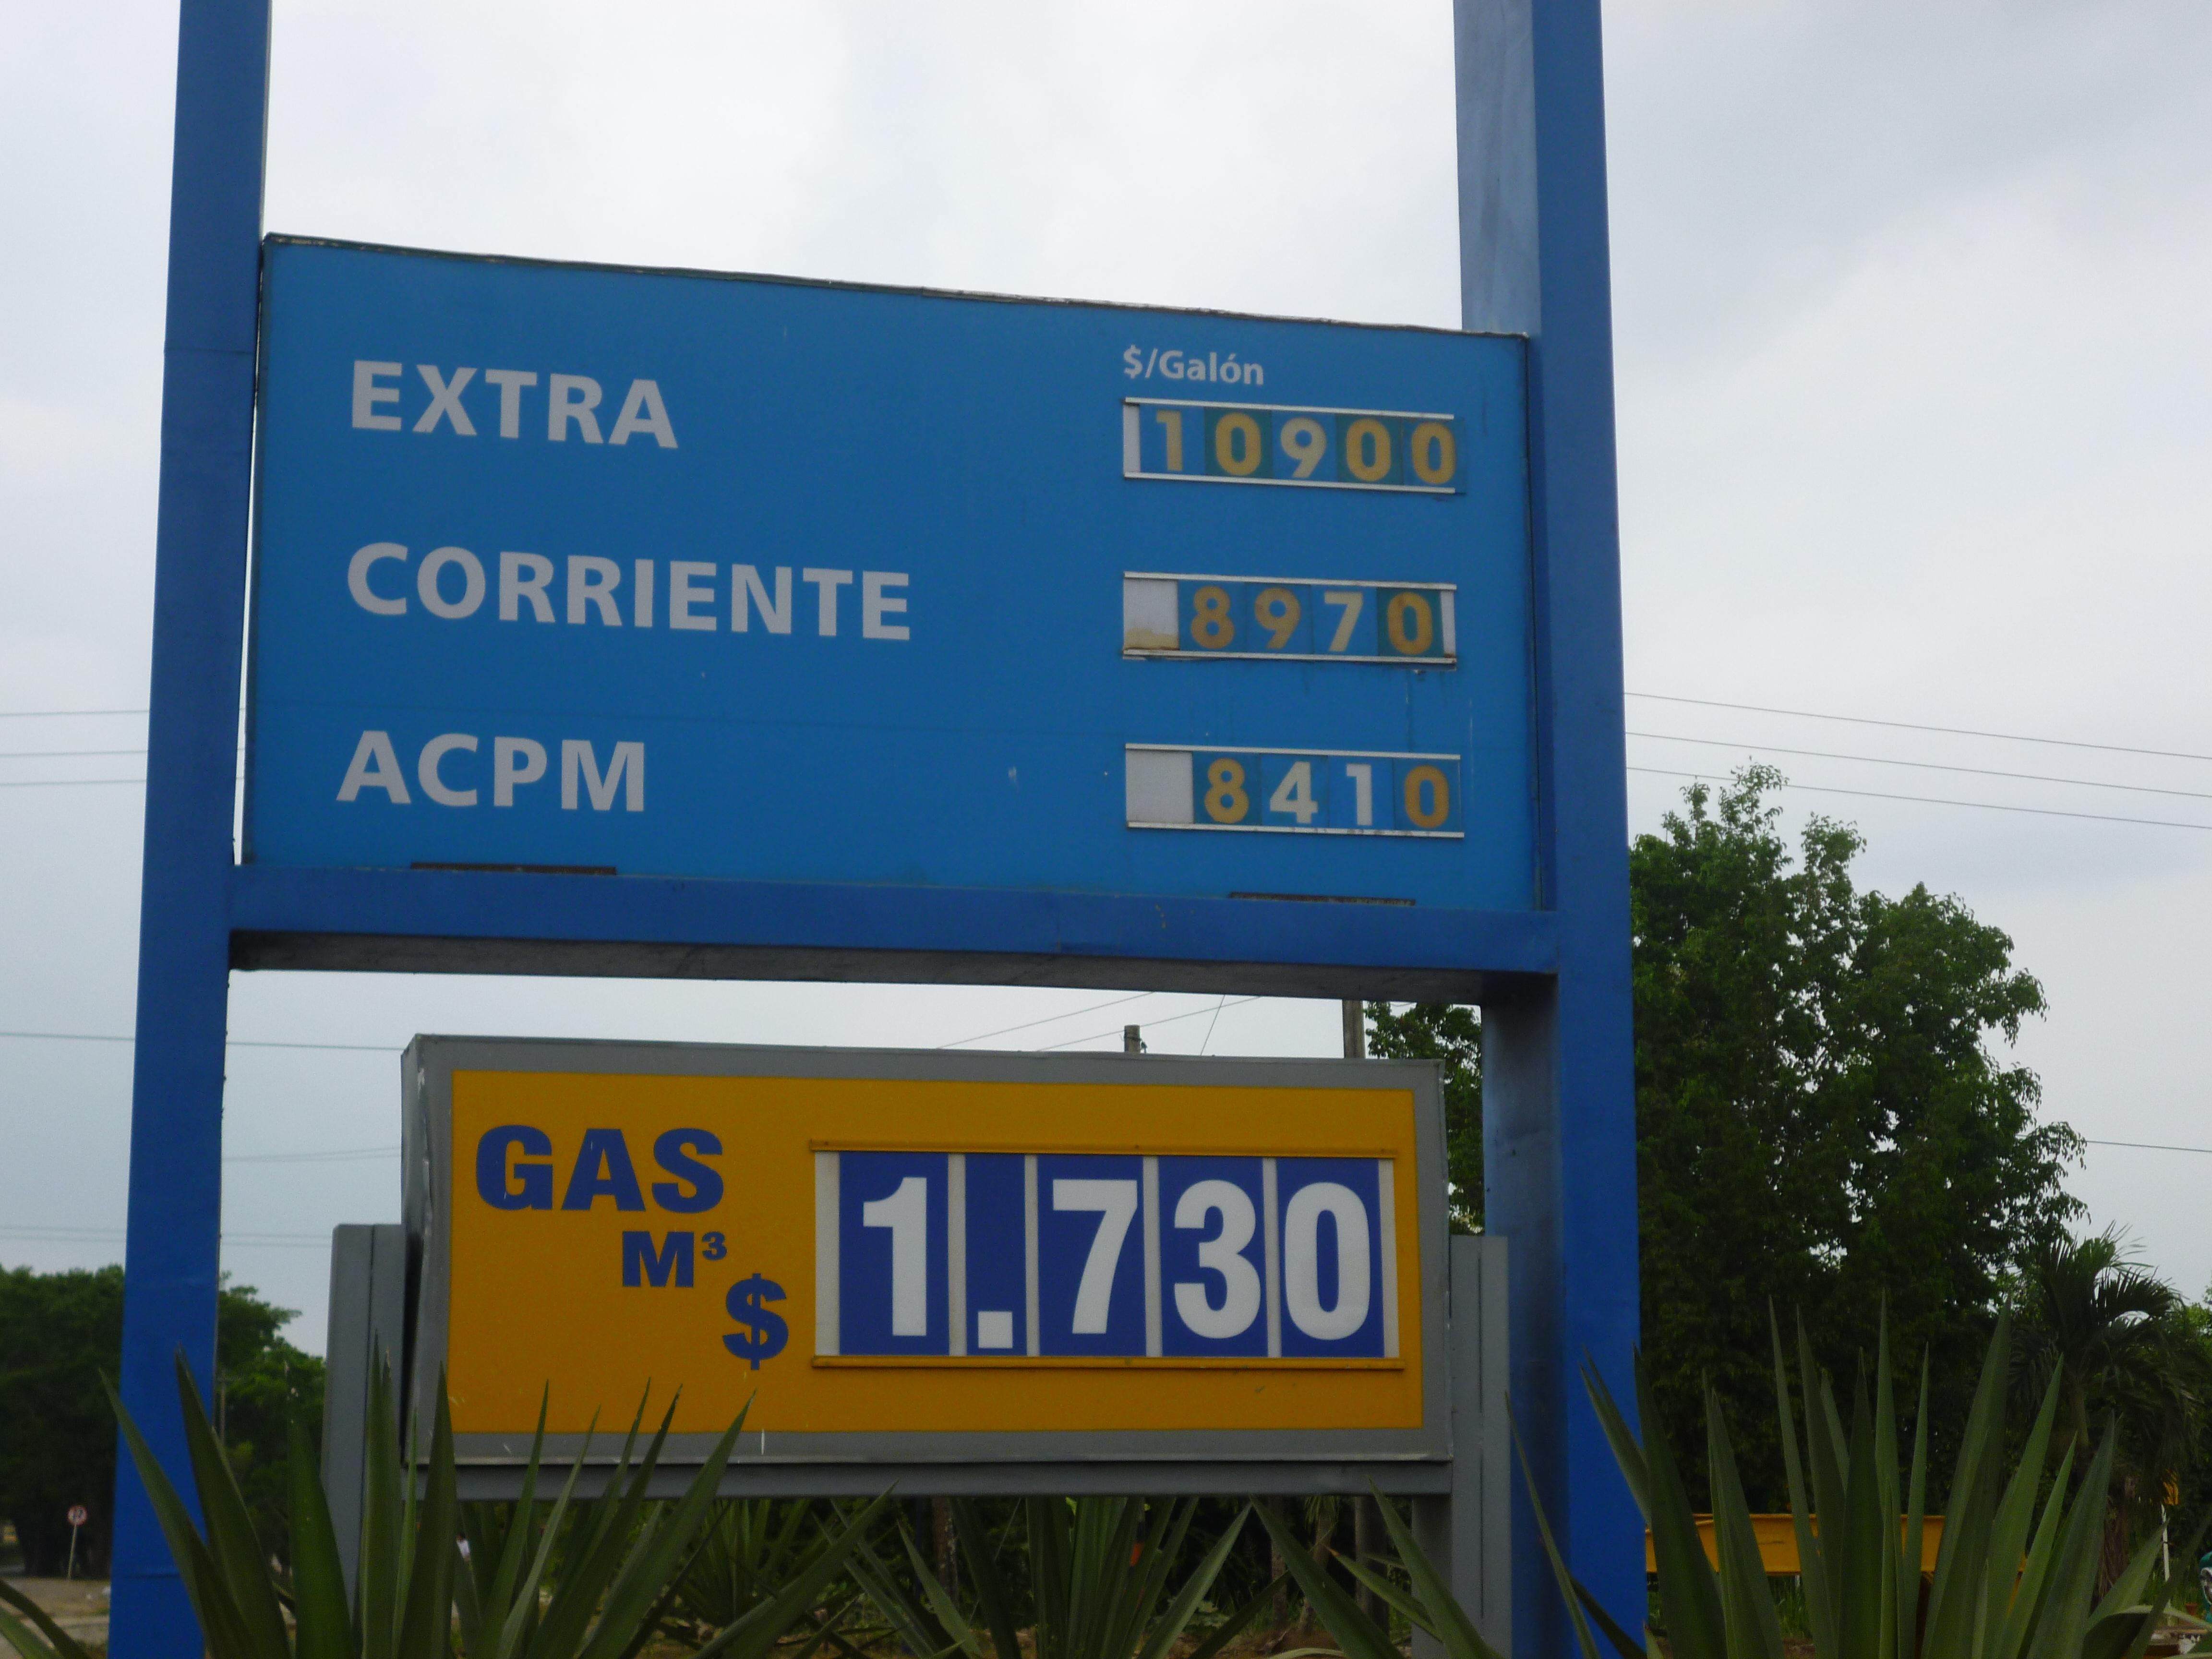 $/Galón
EXTRA 10900
CORRIENTE 8970
ACPM 8410
GAS 1.730
M³
$